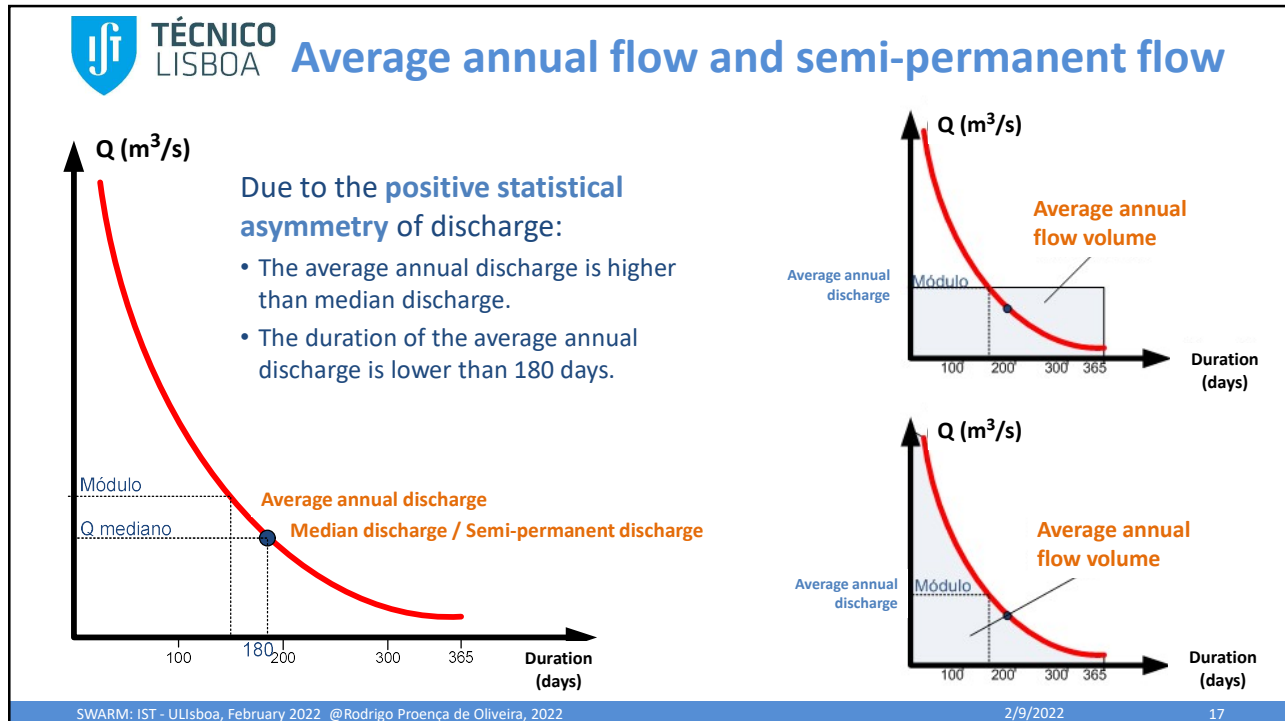 TÉCNICO
LISBOA
Average annual flow and semi-permanent flow
Q (m³/s)
Due to the positive statistical
asymmetry of discharge:
• The average annual discharge is higher
than median discharge.
• The duration of the average annual
discharge is lower than 180 days.
Módulo
Average annual discharge
Q mediano
Median discharge / Semi-permanent discharge
100
180
200
300
365
Duration
(days)
Q (m³/s)
Average annual
flow volume
Average annual
discharge
Módulo
100
200
300
365
Duration
(days)
Q (m³/s)
Average annual
flow volume
Average annual
discharge
Módulo
100
200
300
365
Duration
(days)
SWARM: IST - ULIsboa, February 2022 @Rodrigo Proença de Oliveira, 2022
2/9/2022
17